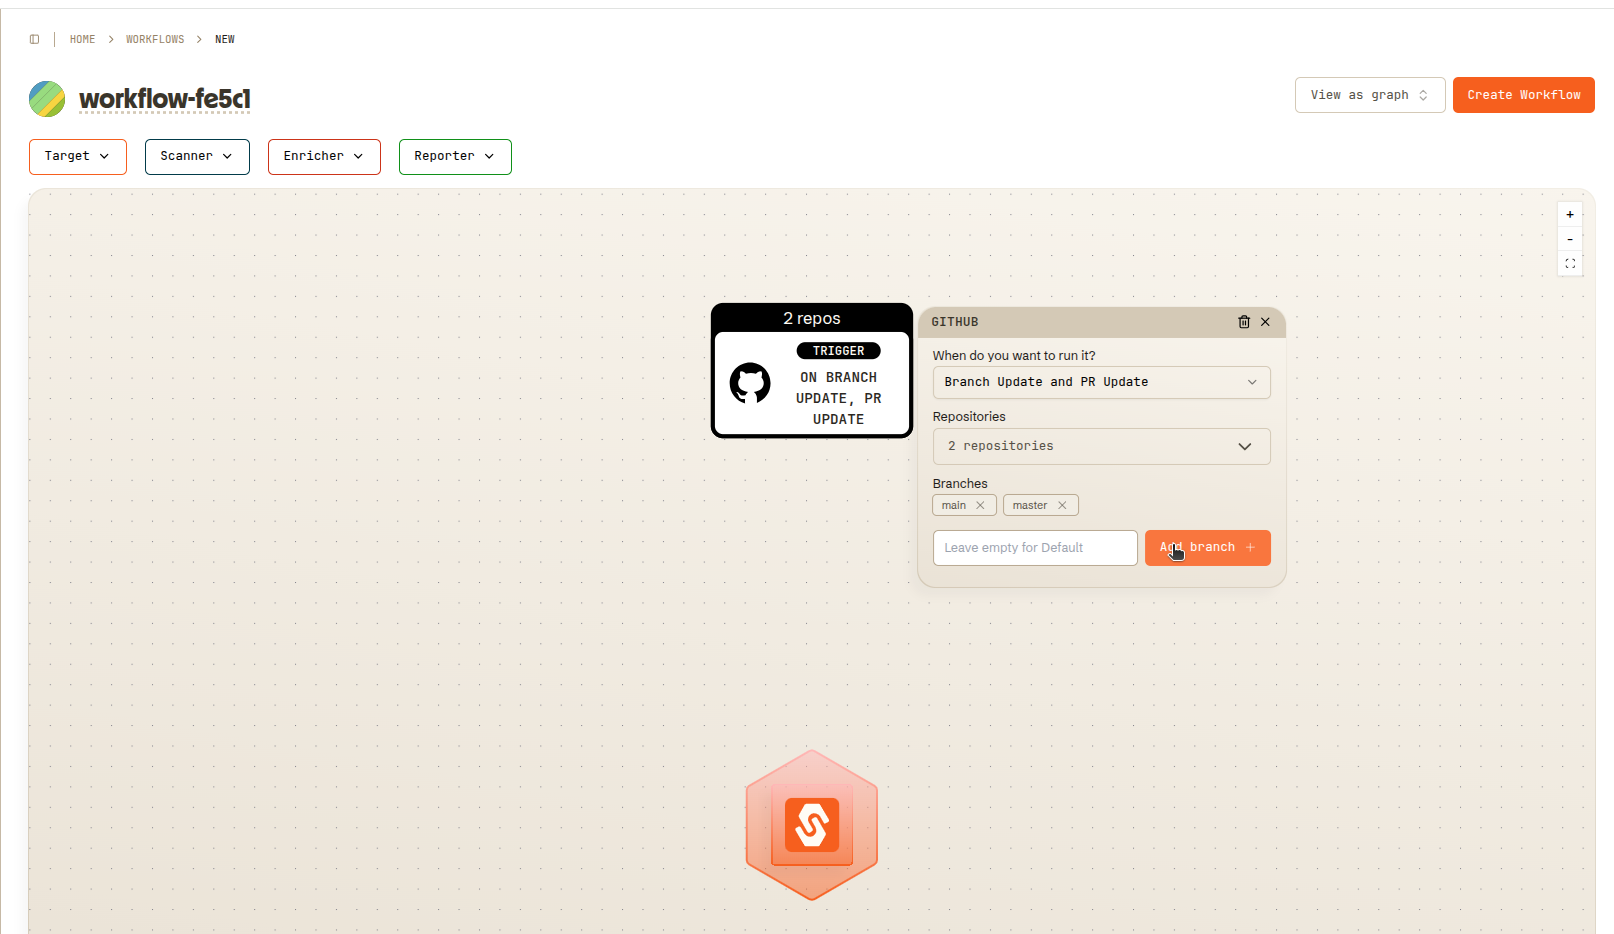 HOME > WORKFLOWS > NEW
workflow-fe5c1
View as graph
Create Workflow
Target
Scanner
Enricher
Reporter
+
-
2 repos
TRIGGER
ON BRANCH
UPDATE, PR
UPDATE
GITHUB
When do you want to run it?
Branch Update and PR Update
Repositories
2 repositories
Branches
main
master
Leave empty for Default
Add branch +